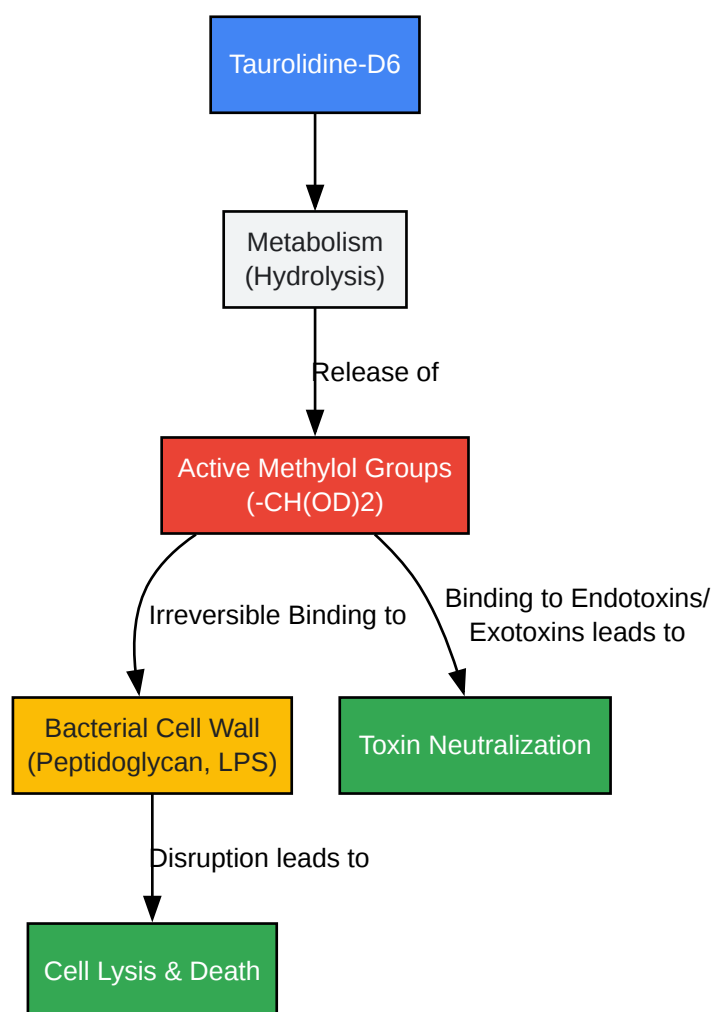 Taurolidine-D6
Metabolism
(Hydrolysis)
Release of
Active Methylol Groups
(-CH(OD)2)
Irreversible Binding to
Binding to Endotoxins/
Exotoxins leads to
Bacterial Cell Wall
(Peptidoglycan, LPS)
Toxin Neutralization
Disruption leads to
Cell Lysis & Death